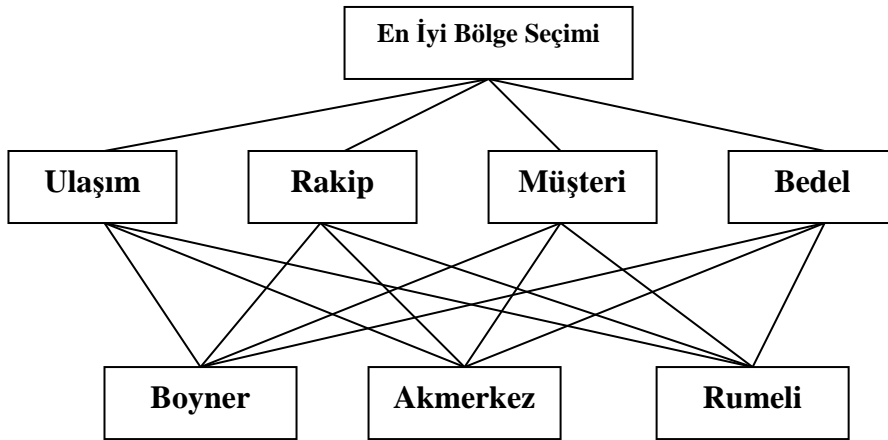 En İyi Bölge Seçimi
Ulaşım
Rakip
Müşteri
Bedel
Boyner
Akmerkez
Rumeli